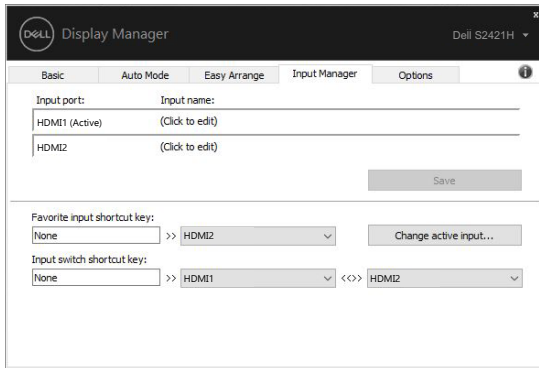 x
DELL Display Manager Dell S2421H
Basic Auto Mode Easy Arrange Input Manager Options i
Input port: Input name:
HDMI1 (Active) (Click to edit)
HDMI2 (Click to edit)
Save
Favorite input shortcut key:
None >> HDMI2 Change active input...
Input switch shortcut key:
None >> HDMI1 <<>> HDMI2